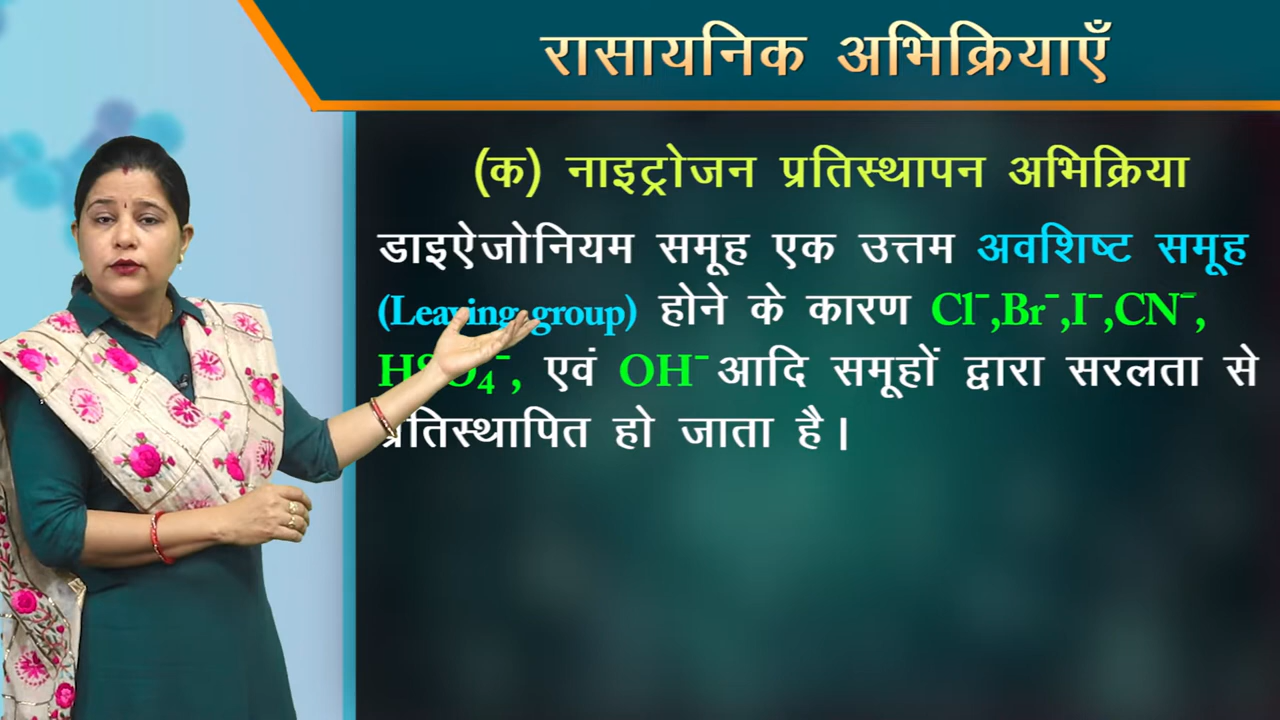 रासायनिक अभिक्रियाएँ
(क) नाइट्रोजन प्रतिस्थापन अभिक्रिया
डाइऐजोनियम समूह एक उत्तम अवशिष्ट समूह
(Leaving group) होने के कारण Cl⁻,Br⁻,I⁻,CN⁻,
HSO₄⁻, एवं OH⁻ आदि समूहों द्वारा सरलता से
प्रतिस्थापित हो जाता है।